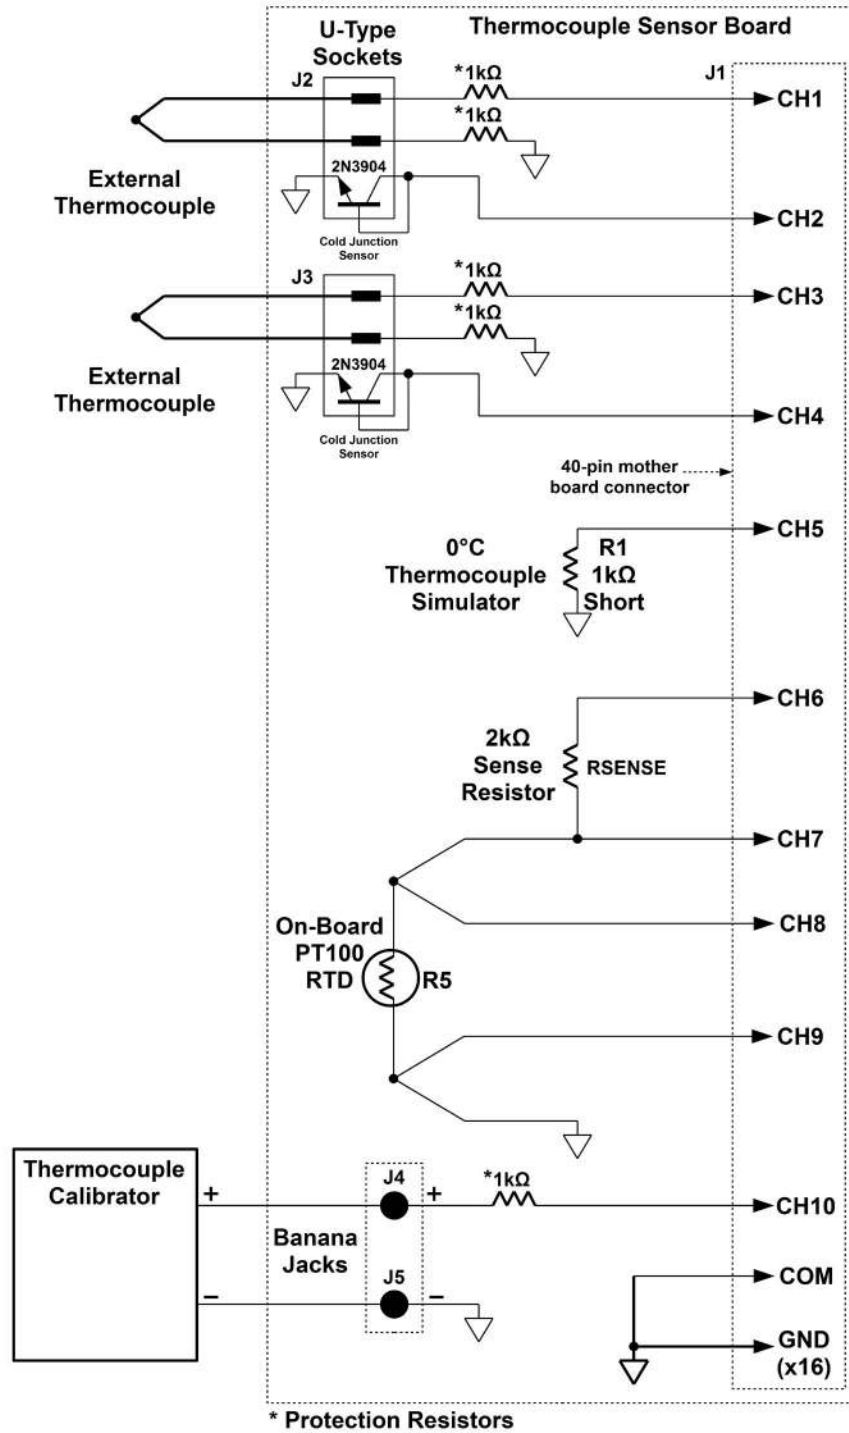 Thermocouple Sensor Board
U-Type
Sockets
J1
J2
*1kΩ
CH1
*1kΩ
External
Thermocouple
2N3904
CH2
Cold Junction
Sensor
J3
*1kΩ
CH3
*1kΩ
External
Thermocouple
2N3904
CH4
Cold Junction
Sensor
40-pin mother
board connector
CH5
0°C
Thermocouple
Simulator
R1
1kΩ
Short
CH6
2kΩ
Sense
Resistor
RSENSE
CH7
CH8
On-Board
PT100
RTD
R5
CH9
Thermocouple
Calibrator
+
J4
+
*1kΩ
CH10
Banana
Jacks
COM
–
J5
–
GND
(x16)
* Protection Resistors